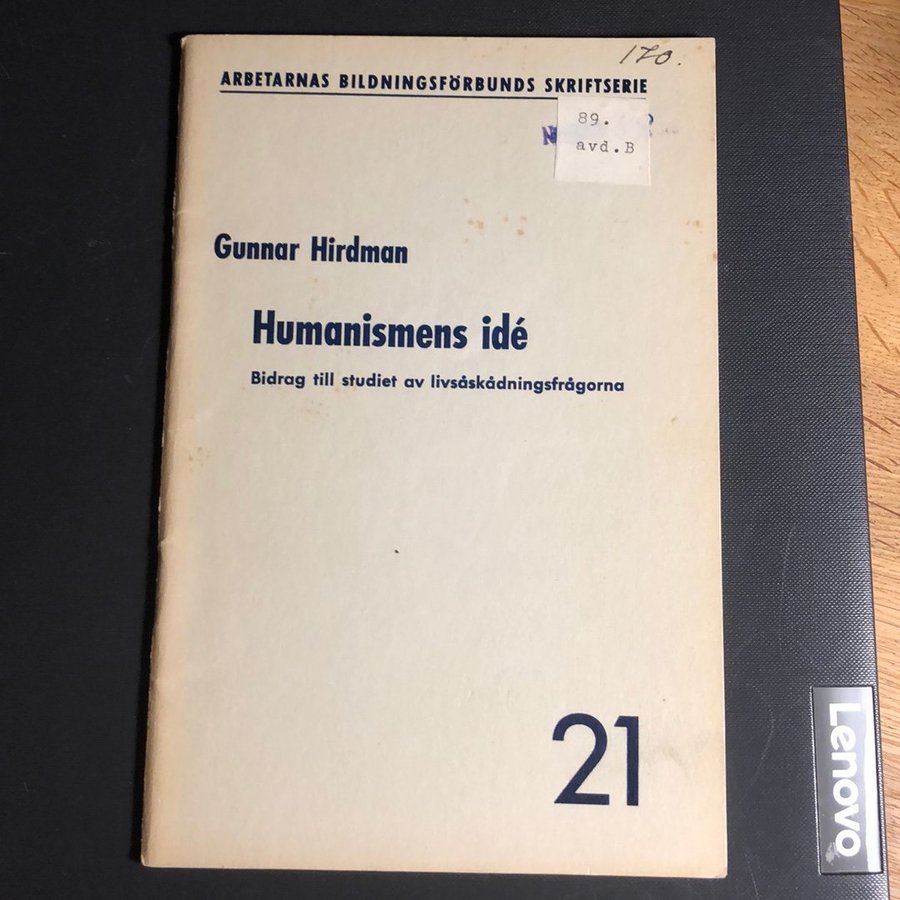 170.
ARBETARNAS BILDNINGSFÖRBUNDS SKRIFTSERIE
89.
avd.B
Gunnar Hirdman
Humanismens idé
Bidrag till studiet av livsåskådningsfrågorna
21
Lenovo